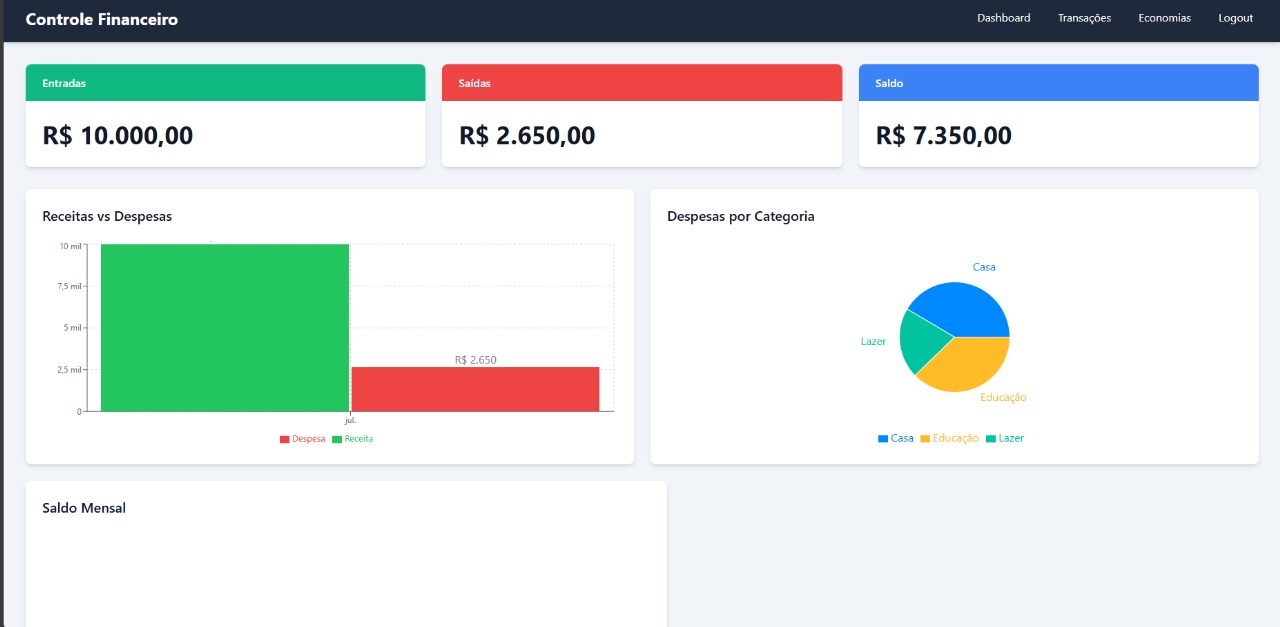 Controle Financeiro
Dashboard Transações Economias Logout
Entradas
R$ 10.000,00
Saídas
R$ 2.650,00
Saldo
R$ 7.350,00
Receitas vs Despesas
10 mil
7,5 mil
5 mil
2,5 mil
0
R$ 2.650
jul.
Despesa Receita
Despesas por Categoria
Casa
Lazer
Educação
Casa Educação Lazer
Saldo Mensal